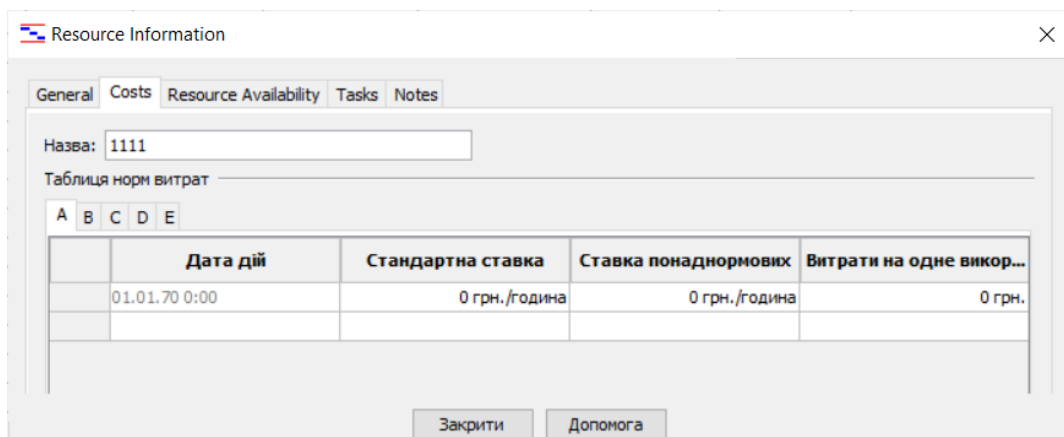 Resource Information
General Costs Resource Availability Tasks Notes
Назва: 1111
Таблиця норм витрат
A B C D E
Дата дій Стандартна ставка Ставка понаднормових Витрати на одне викор...
01.01.70 0:00 0 грн./година 0 грн./година 0 грн.
Закрити Допомога